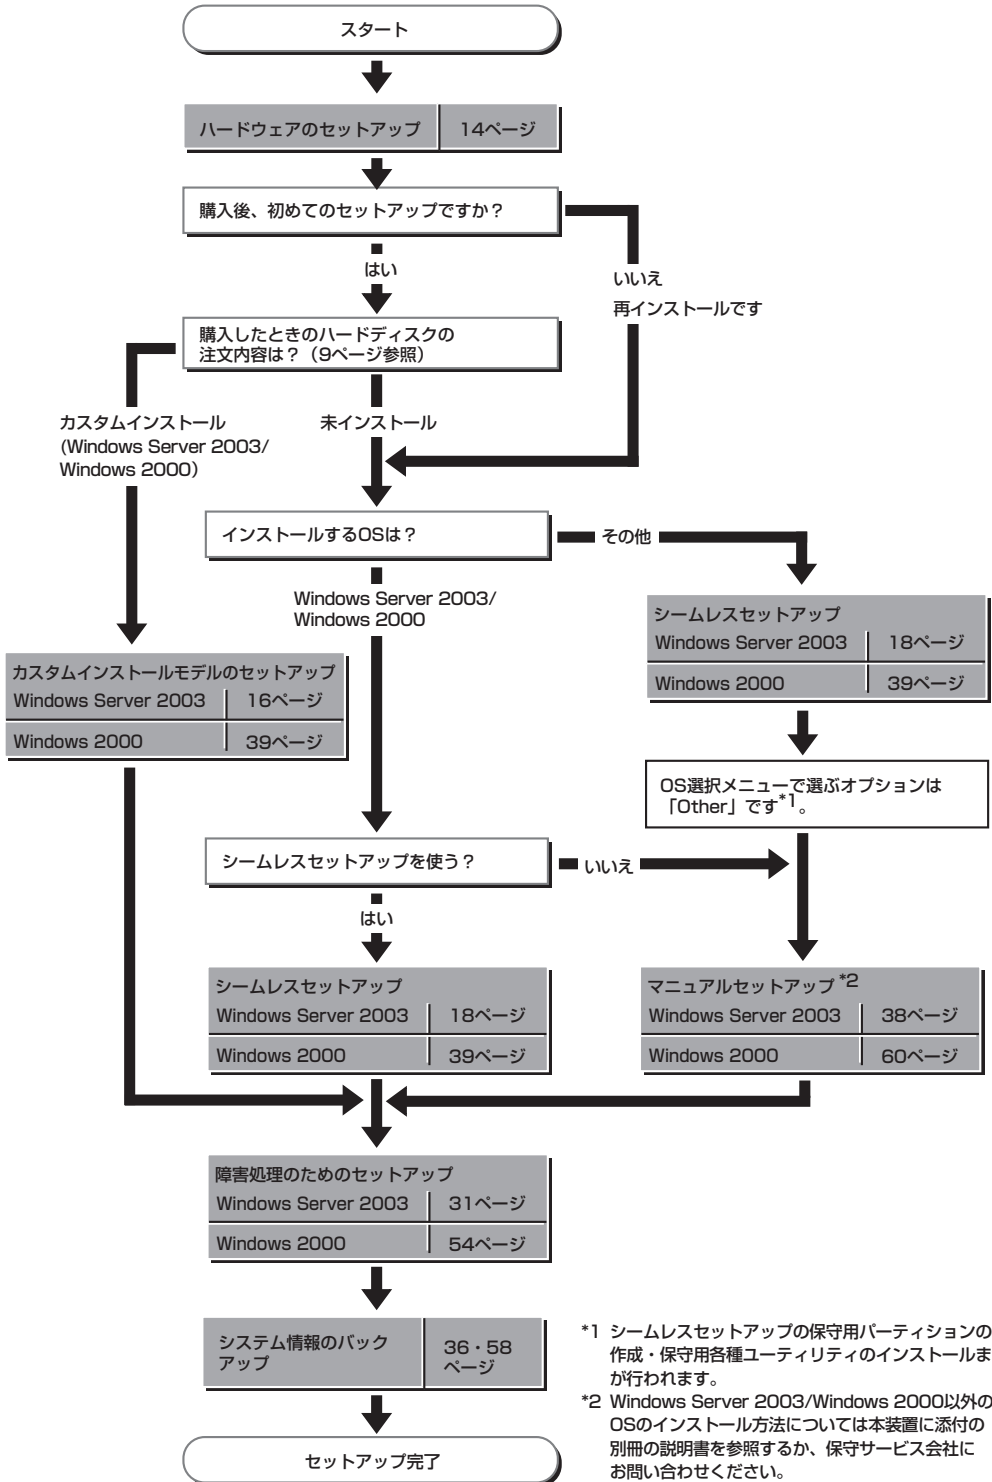 スタート
ハードウェアのセットアップ 14ページ
購入後、初めてのセットアップですか？
はい
いいえ
再インストールです
購入したときのハードディスクの
注文内容は？（9ページ参照）
カスタムインストール
(Windows Server 2003/
Windows 2000)
未インストール
インストールするOSは？
その他
Windows Server 2003/
Windows 2000
シームレスセットアップ
Windows Server 2003 18ページ
Windows 2000 39ページ
カスタムインストールモデルのセットアップ
Windows Server 2003 16ページ
Windows 2000 39ページ
OS選択メニューで選ぶオプションは
「Other」です*1。
シームレスセットアップを使う？
いいえ
はい
シームレスセットアップ
Windows Server 2003 18ページ
Windows 2000 39ページ
マニュアルセットアップ *2
Windows Server 2003 38ページ
Windows 2000 60ページ
障害処理のためのセットアップ
Windows Server 2003 31ページ
Windows 2000 54ページ
システム情報のバック
アップ
36・58
ページ
セットアップ完了
*1 シームレスセットアップの保守用パーティションの
作成・保守用各種ユーティリティのインストールま
が行われます。
*2 Windows Server 2003/Windows 2000以外の
OSのインストール方法については本装置に添付の
別冊の説明書を参照するか、保守サービス会社に
お問い合わせください。